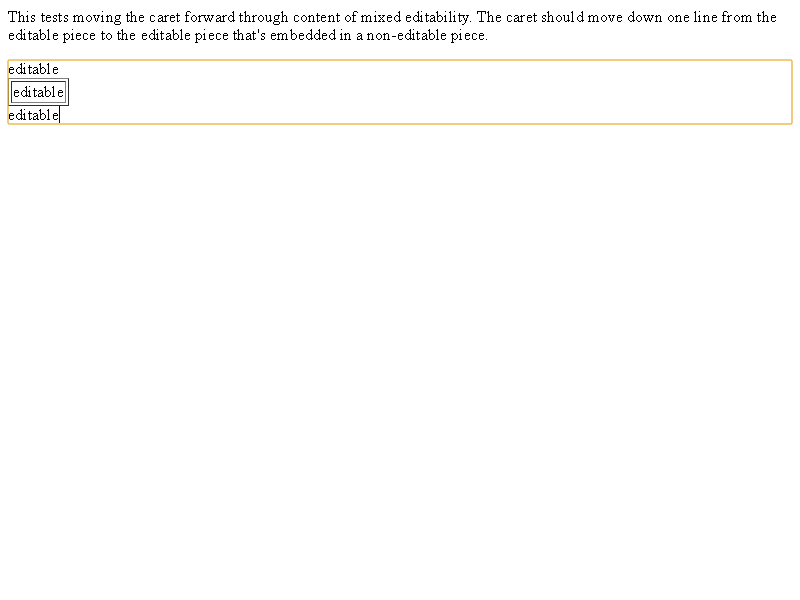 This tests moving the caret forward through content of mixed editability. The caret should move down one line from the
editable piece to the editable piece that's embedded in a non-editable piece.
editable
editable
editable